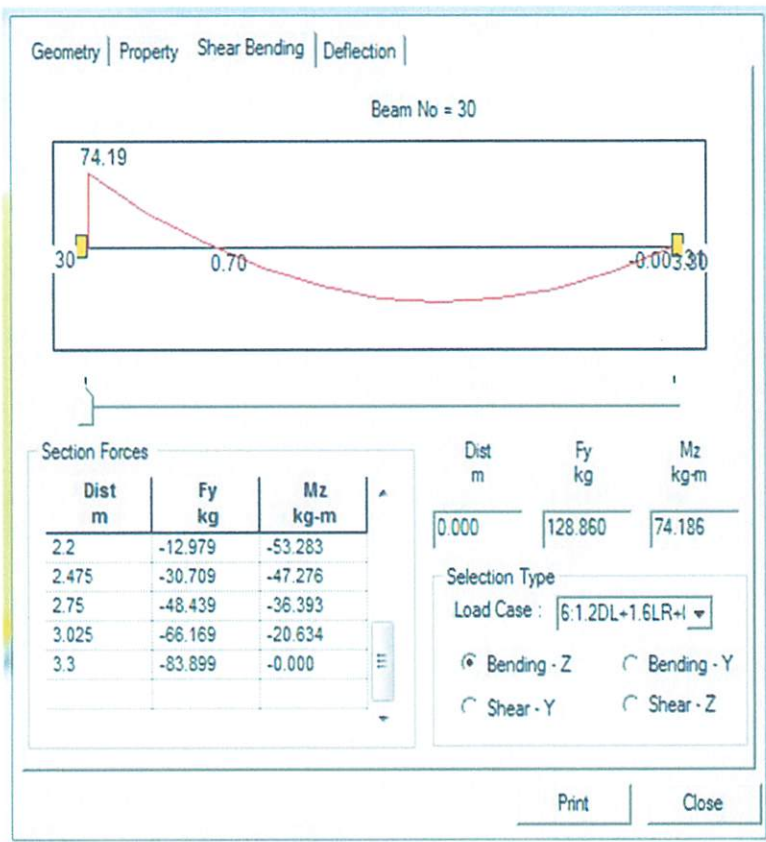 Geometry Property Shear Bending Deflection
Beam No = 30
74.19
30 0.70 -0.003.30
Section Forces
Dist Fy Mz
m kg kg-m
2.2 -12.979 -53.283
2.475 -30.709 -47.276
2.75 -48.439 -36.393
3.025 -66.169 -20.634
3.3 -83.899 -0.000
Dist Fy Mz
m kg kg-m
0.000 128.860 74.186
Selection Type
Load Case : 6:1.2DL+1.6LR+
Bending - Z Bending - Y
Shear - Y Shear - Z
Print Close